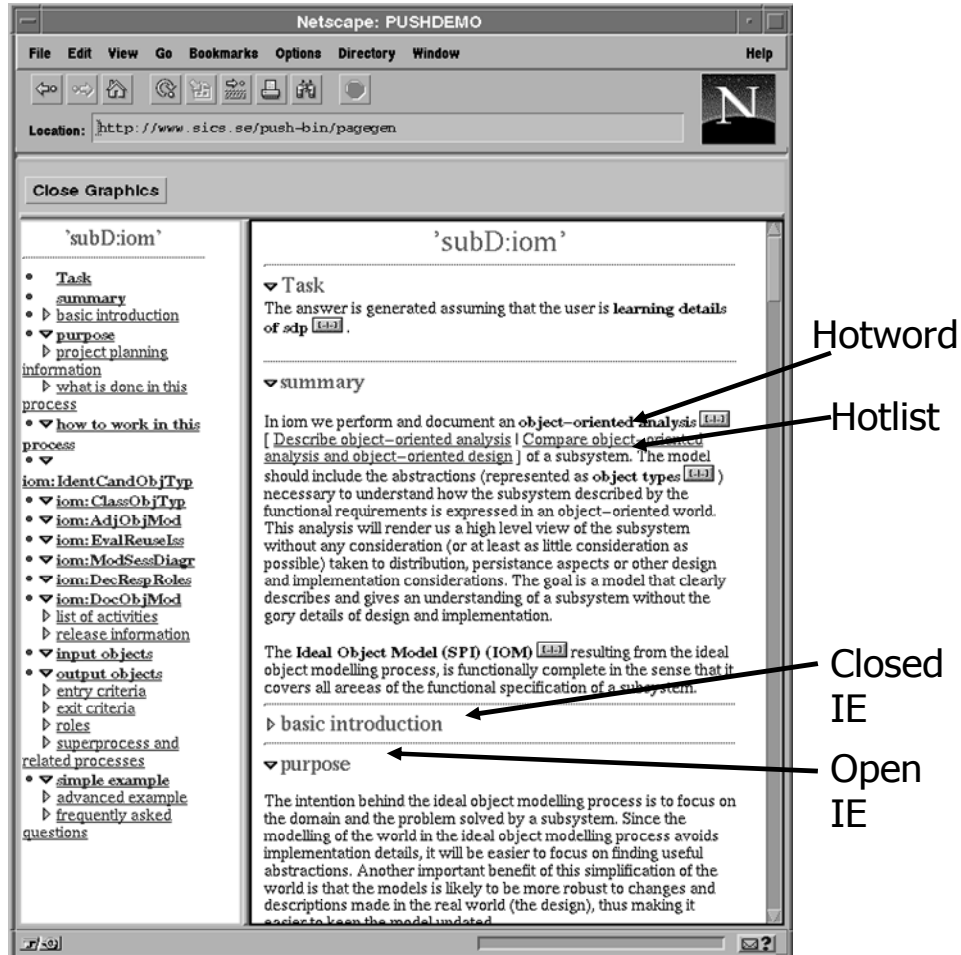 Netscape: PUSHDEMO
File Edit View Go Bookmarks Options Directory Window Help
N
Location: http://www.sics.se/push-bin/pagegen
Close Graphics
'subD:iom'
• Task
• summary
• ▷ basic introduction
• ▼ purpose
▷ project planning
information
▷ what is done in this
process
• ▼ how to work in this
process
• ▼
iom:IdentCandObjTyp
• ▼ iom:ClassObjTyp
• ▼ iom:AdjObjMod
• ▼ iom:EvalReuseIss
• ▼ iom:ModSessDiagr
• ▼ iom:DecRespRoles
• ▼ iom:DocObjMod
▷ list of activities
▷ release information
• ▼ input objects
• ▼ output objects
▷ entry criteria
▷ exit criteria
▷ roles
▷ superprocess and
related processes
• ▼ simple example
▷ advanced example
▷ frequently asked
questions
'subD:iom'
▼ Task
The answer is generated assuming that the user is learning details
of sdp [-!-] .
▼ summary
In iom we perform and document an object-oriented analysis [-!-]
[ Describe object-oriented analysis | Compare object-oriented
analysis and object-oriented design ] of a subsystem. The model
should include the abstractions (represented as object types [-!-] )
necessary to understand how the subsystem described by the
functional requirements is expressed in an object-oriented world.
This analysis will render us a high level view of the subsystem
without any consideration (or at least as little consideration as
possible) taken to distribution, persistance aspects or other design
and implementation considerations. The goal is a model that clearly
describes and gives an understanding of a subsystem without the
gory details of design and implementation.
The Ideal Object Model (SPI) (IOM) [-!-] resulting from the ideal
object modelling process, is functionally complete in the sense that it
covers all areeas of the functional specification of a subsystem.
▷ basic introduction
▼ purpose
The intention behind the ideal object modelling process is to focus on
the domain and the problem solved by a subsystem. Since the
modelling of the world in the ideal object modelling process avoids
implementation details, it will be easier to focus on finding useful
abstractions. Another important benefit of this simplification of the
world is that the models is likely to be more robust to changes and
descriptions made in the real world (the design), thus making it
easier to keep the model updated.
Hotword
Hotlist
Closed
IE
Open
IE
?